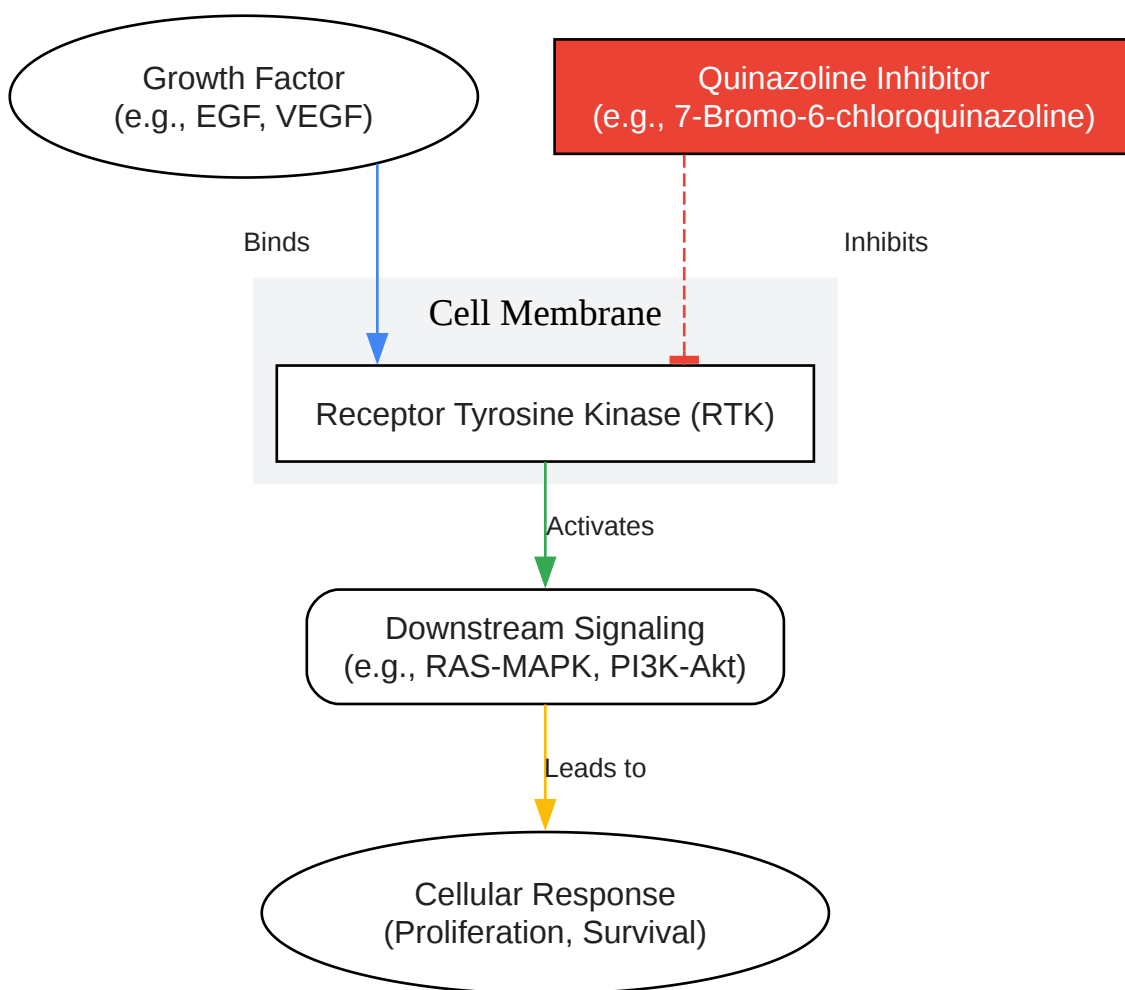 Growth Factor
(e.g., EGF, VEGF)
Quinazoline Inhibitor
(e.g., 7-Bromo-6-chloroquinazoline)
Binds
Inhibits
Cell Membrane
Receptor Tyrosine Kinase (RTK)
Activates
Downstream Signaling
(e.g., RAS-MAPK, PI3K-Akt)
Leads to
Cellular Response
(Proliferation, Survival)